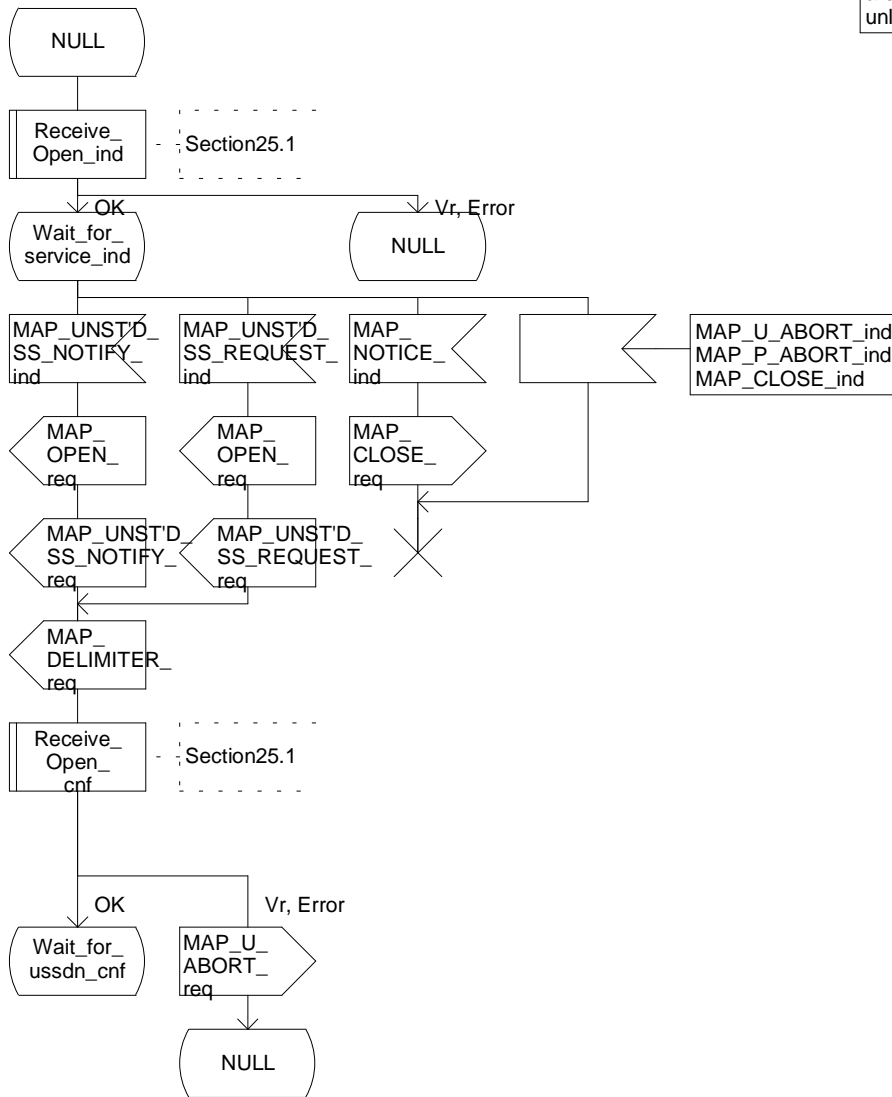 unl
NULL
Receive_
Open_ind
Section25.1
OK
Vr, Error
Wait_for_
service_ind
NULL
MAP_UNST'D_
SS_NOTIFY_
ind
MAP_UNST'D_
SS_REQUEST_
ind
MAP_
NOTICE_
ind
MAP_U_ABORT_ind
MAP_P_ABORT_ind
MAP_CLOSE_ind
MAP_
OPEN_
req
MAP_
OPEN_
req
MAP_
CLOSE_
req
MAP_UNST'D_
SS_NOTIFY_
req
MAP_UNST'D_
SS_REQUEST_
req
MAP_
DELIMITER_
req
Receive_
Open_
cnf
Section25.1
OK
Vr, Error
Wait_for_
ussdn_cnf
MAP_U_
ABORT_
req
NULL